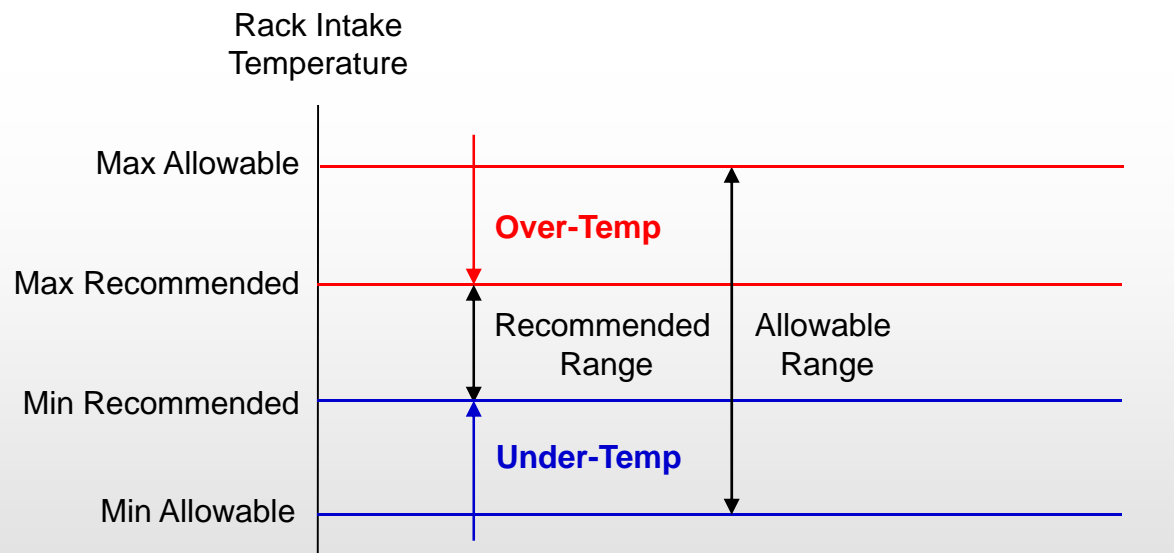 Rack Intake
Temperature
Max Allowable
Over-Temp
Max Recommended
Recommended
Range
Allowable
Range
Min Recommended
Under-Temp
Min Allowable